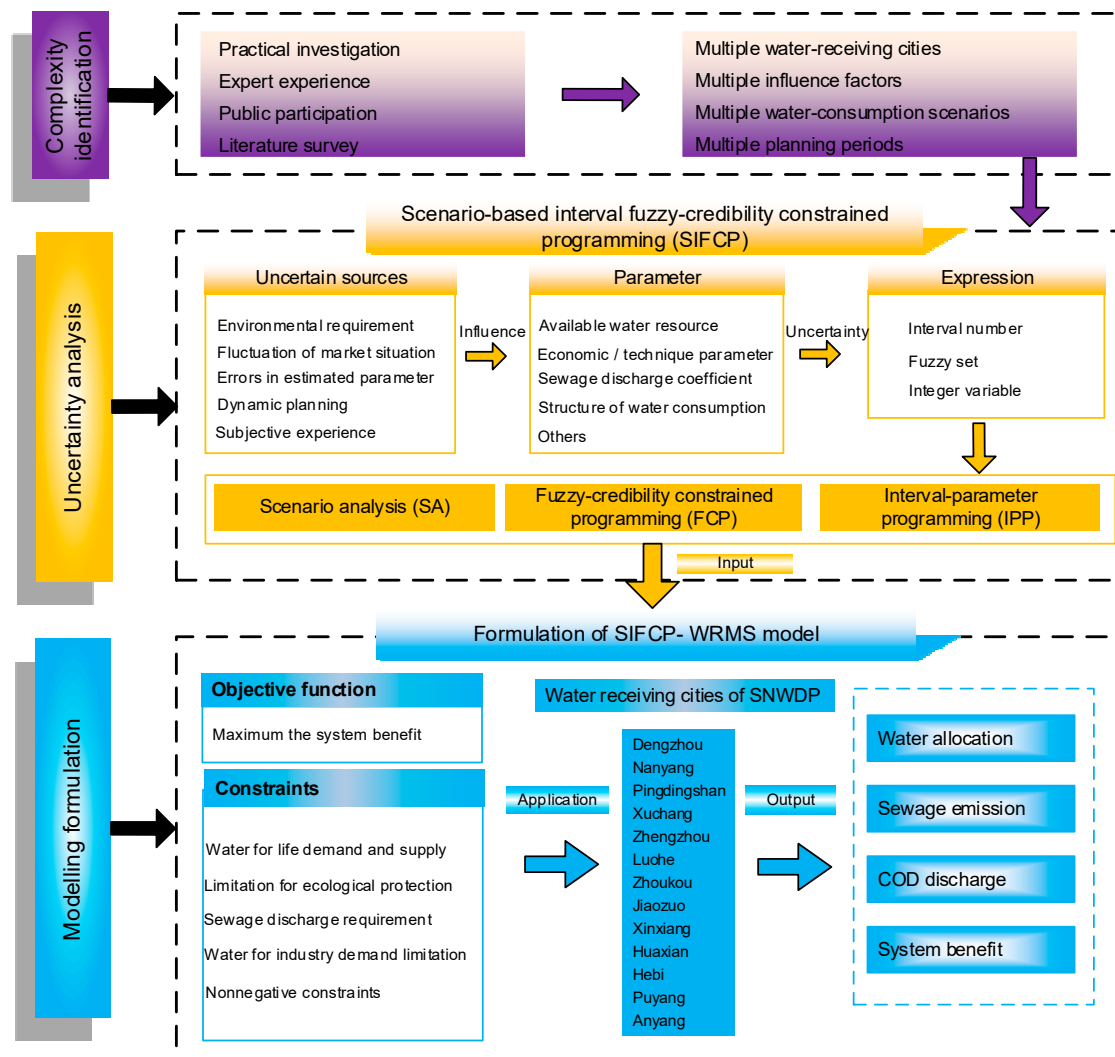 Complexity
identification
Practical investigation
Expert experience
Public participation
Literature survey
Multiple water-receiving cities
Multiple influence factors
Multiple water-consumption scenarios
Multiple planning periods
Uncertainty analysis
Scenario-based interval fuzzy-credibility constrained
programming (SIFCP)
Uncertain sources
Environmental requirement
Fluctuation of market situation
Errors in estimated parameter
Dynamic planning
Subjective experience
Influence
Parameter
Available water resource
Economic / technique parameter
Sewage discharge coefficient
Structure of water consumption
Others
Uncertainty
Expression
Interval number
Fuzzy set
Integer variable
Scenario analysis (SA)
Fuzzy-credibility constrained
programming (FCP)
Interval-parameter
programming (IPP)
Input
Modelling formulation
Formulation of SIFCP- WRMS model
Objective function
Maximum the system benefit
Constraints
Water for life demand and supply
Limitation for ecological protection
Sewage discharge requirement
Water for industry demand limitation
Nonnegative constraints
Application
Water receiving cities of SNWDP
Dengzhou
Nanyang
Pingdingshan
Xuchang
Zhengzhou
Luohe
Zhoukou
Jiaozuo
Xinxiang
Huaxian
Hebi
Puyang
Anyang
Output
Water allocation
Sewage emission
COD discharge
System benefit